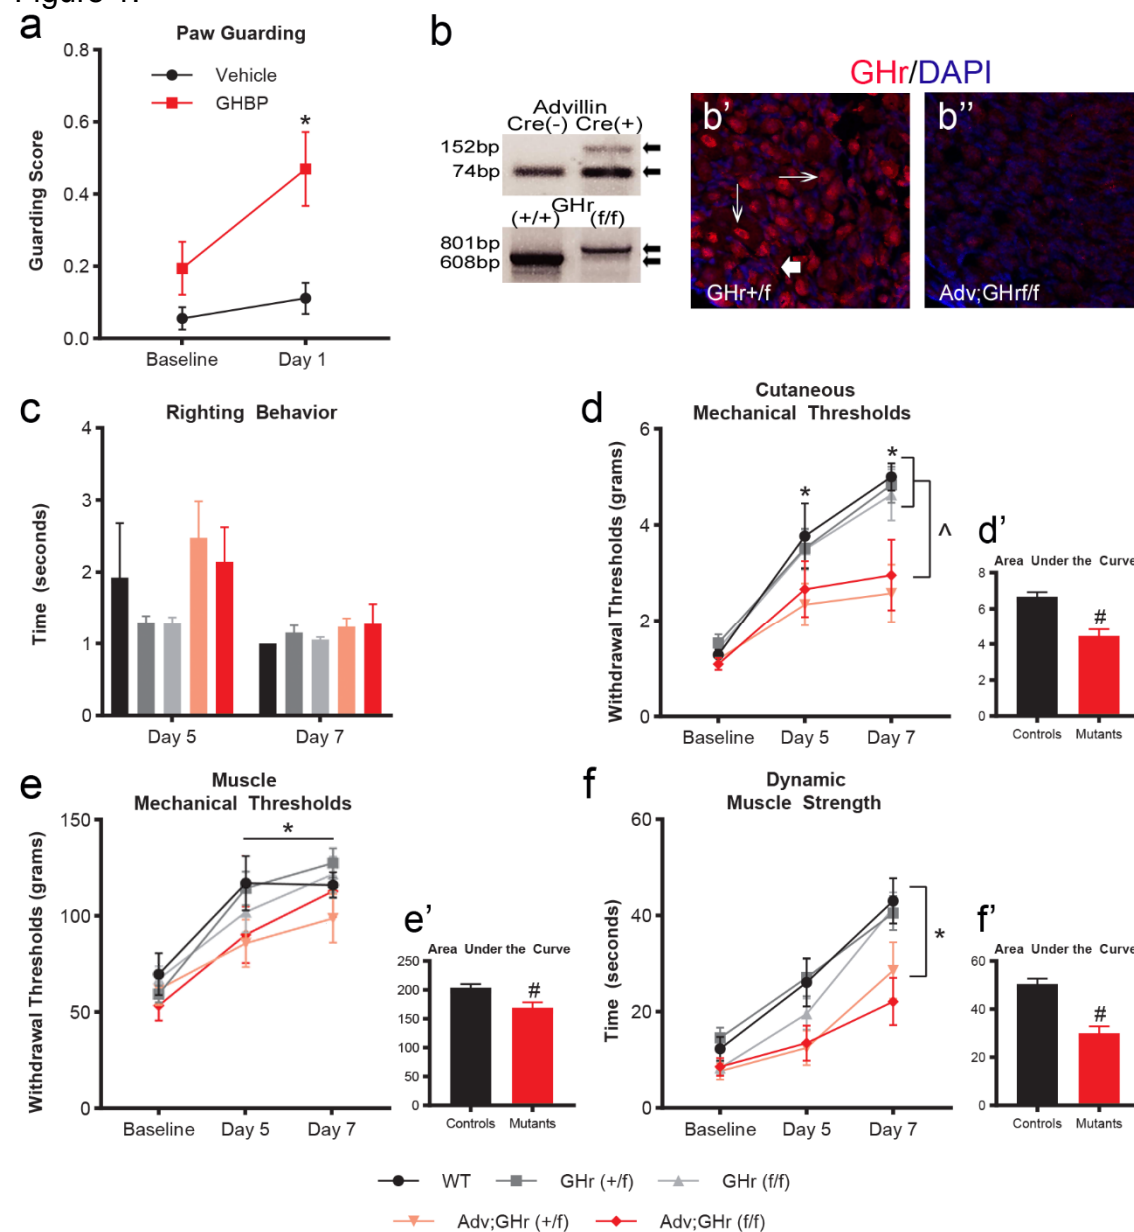 Figure 1.
a
Paw Guarding
Vehicle
GHBP
Guarding Score
0.8
0.6
0.4
0.2
0.0
*
Baseline
Day 1
b
Advillin
Cre(-) Cre(+)
152bp
74bp
GHr
(+/+) (f/f)
801bp
608bp
GHr/DAPI
b'
GHr+/f
b''
Adv;GHrf/f
c
Righting Behavior
Time (seconds)
4
3
2
1
0
Day 5
Day 7
d
Cutaneous
Mechanical Thresholds
Withdrawal Thresholds (grams)
6
4
2
0
*
*
^
Baseline
Day 5
Day 7
d'
Area Under the Curve
8
6
4
2
0
#
Controls
Mutants
e
Muscle
Mechanical Thresholds
Withdrawal Thresholds (grams)
150
100
50
0
*
Baseline
Day 5
Day 7
e'
Area Under the Curve
250
200
150
100
50
0
#
Controls
Mutants
f
Dynamic
Muscle Strength
Time (seconds)
60
40
20
0
*
Baseline
Day 5
Day 7
f'
Area Under the Curve
60
40
20
0
#
Controls
Mutants
WT
GHr (+/f)
GHr (f/f)
Adv;GHr (+/f)
Adv;GHr (f/f)